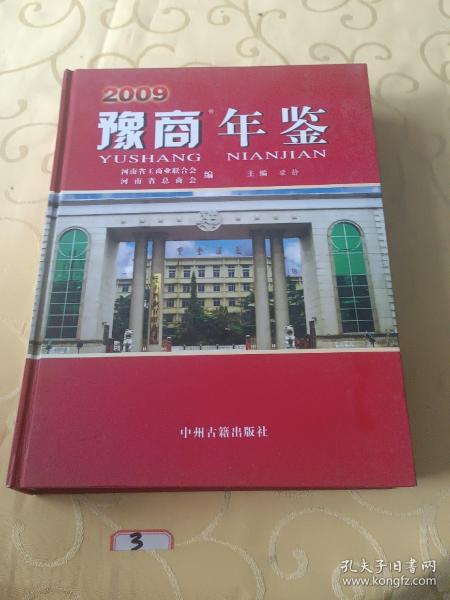 2009
豫商®年鉴
YUSHANG NIANJIAN
河南省工商业联合会
河南省总商会
编
主编
中州古籍出版社
3
孔夫子旧书网
www.kongfz.com